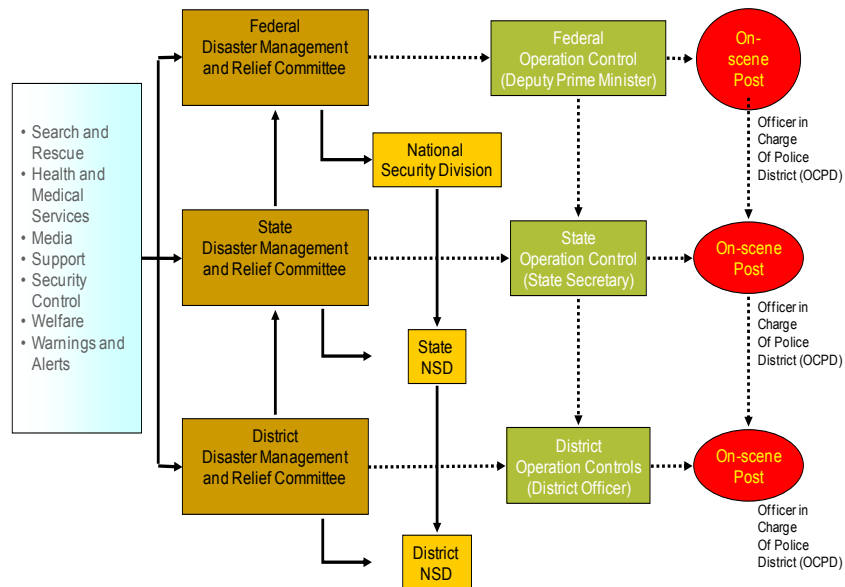 • Search and
Rescue
• Health and
Medical
Services
• Media
• Support
• Security
Control
• Welfare
• Warnings and
Alerts
Federal
Disaster Management
and Relief Committee
Federal
Operation Control
(Deputy Prime Minister)
On-
scene
Post
Officer in
Charge
Of Police
District (OCPD)
National
Security Division
State
Disaster Management
and Relief Committee
State
Operation Control
(State Secretary)
On-scene
Post
Officer in
Charge
Of Police
District (OCPD)
State
NSD
District
Disaster Management
and Relief Committee
District
Operation Controls
(District Officer)
On-scene
Post
Officer in
Charge
Of Police
District (OCPD)
District
NSD